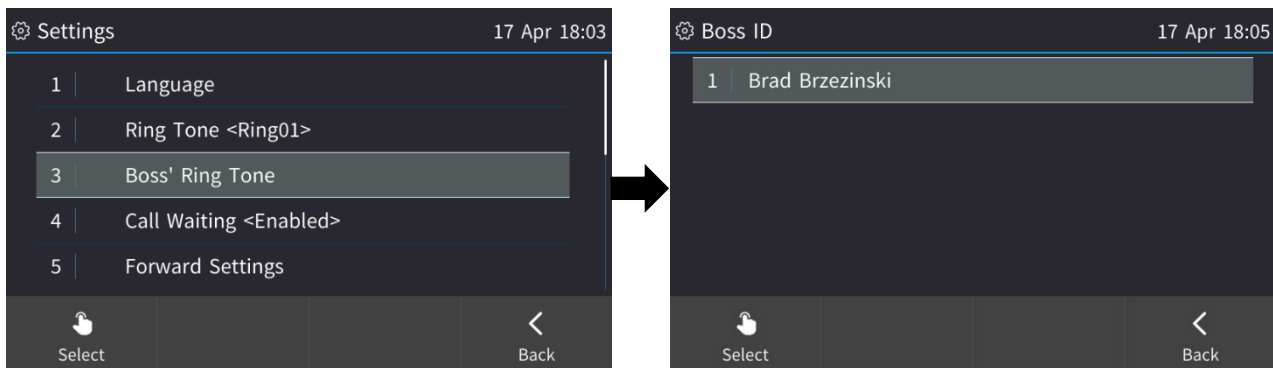 Settings 17 Apr 18:03
1 Language
2 Ring Tone <Ring01>
3 Boss' Ring Tone
4 Call Waiting <Enabled>
5 Forward Settings
Select Back
Boss ID 17 Apr 18:05
1 Brad Brzezinski
Select Back